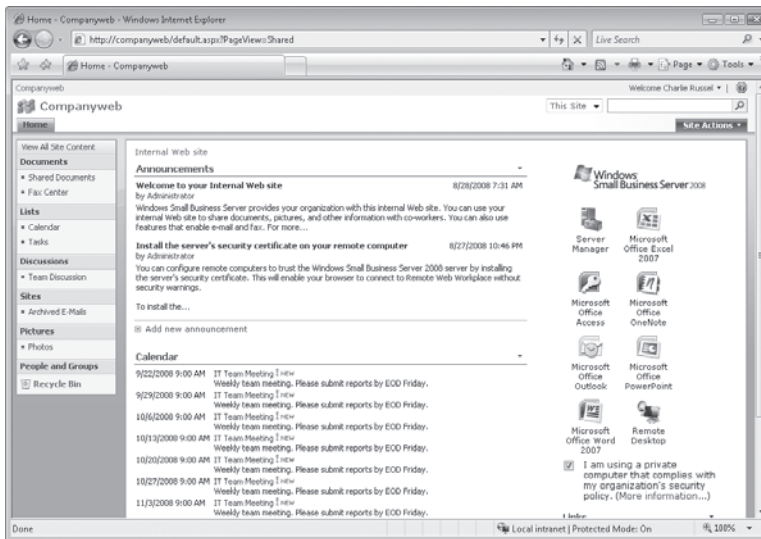 Home - Companyweb - Windows Internet Explorer
http://companyweb/default.aspx?PageView=Shared
Live Search
Home - Companyweb
Page
Tools
Companyweb
Welcome Charlie Russel
Companyweb
This Site
Home
Site Actions
View All Site Content
Documents
Shared Documents
Fax Center
Lists
Calendar
Tasks
Discussions
Team Discussion
Sites
Archived E-Mails
Pictures
Photos
People and Groups
Recycle Bin
Internal Web site
Announcements
Welcome to your Internal Web site 8/28/2008 7:31 AM
by Administrator
Windows Small Business Server provides your organization with this internal Web site. You can use your
internal Web site to share documents, pictures, and other information with co-workers. You can also use
features that enable e-mail and fax. For more...
Install the server's security certificate on your remote computer 8/27/2008 10:46 PM
by Administrator
You can configure remote computers to trust the Windows Small Business Server 2008 server by installing
the server's security certificate. This will enable your browser to connect to Remote Web Workplace without
security warnings.
To install the...
Add new announcement
Calendar
9/22/2008 9:00 AM IT Team Meeting ! NEW
Weekly team meeting. Please submit reports by EOD Friday.
9/29/2008 9:00 AM IT Team Meeting ! NEW
Weekly team meeting. Please submit reports by EOD Friday.
10/6/2008 9:00 AM IT Team Meeting ! NEW
Weekly team meeting. Please submit reports by EOD Friday.
10/13/2008 9:00 AM IT Team Meeting ! NEW
Weekly team meeting. Please submit reports by EOD Friday.
10/20/2008 9:00 AM IT Team Meeting ! NEW
Weekly team meeting. Please submit reports by EOD Friday.
10/27/2008 9:00 AM IT Team Meeting ! NEW
Weekly team meeting. Please submit reports by EOD Friday.
11/3/2008 9:00 AM IT Team Meeting ! NEW
Weekly team meeting. Please submit reports by EOD Friday.
Windows
Small Business Server 2008
Server
Manager
Microsoft
Office Excel
2007
Microsoft
Office
Access
Microsoft
Office
OneNote
Microsoft
Office
Outlook
Microsoft
Office
PowerPoint
Microsoft
Office Word
2007
Remote
Desktop
I am using a private
computer that complies with
my organization's security
policy. (More information...)
Links
Done
Local intranet | Protected Mode: On
100%